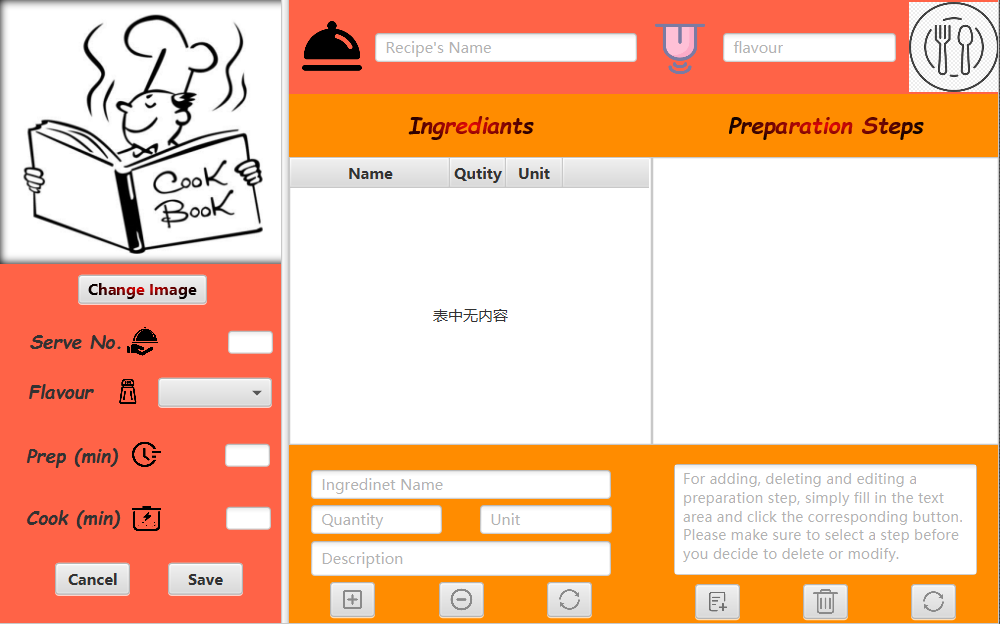 Cook
Book
Change Image
Serve No.
Flavour
Prep (min)
Cook (min)
Cancel
Save
Recipe's Name
flavour
Ingrediants
Preparation Steps
Name
Qutity
Unit
表中无内容
Ingredinet Name
Quantity
Unit
Description
For adding, deleting and editing a
preparation step, simply fill in the text
area and click the corresponding button.
Please make sure to select a step before
you decide to delete or modify.